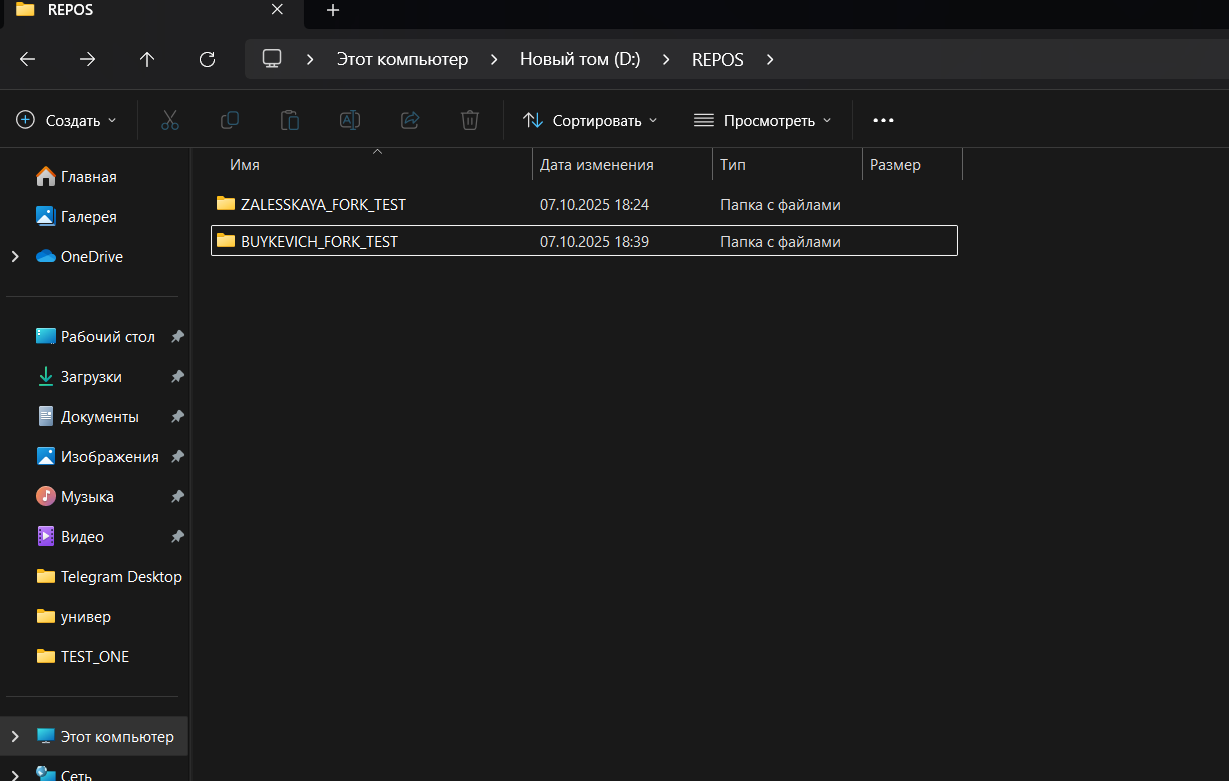 REPOS
Этот компьютер
Новый том (D:)
REPOS
Создать
Сортировать
Просмотреть
Имя
Дата изменения
Тип
Размер
ZALESSKAYA_FORK_TEST
07.10.2025 18:24
Папка с файлами
BUYKEVICH_FORK_TEST
07.10.2025 18:39
Папка с файлами
Главная
Галерея
OneDrive
Рабочий стол
Загрузки
Документы
Изображения
Музыка
Видео
Telegram Desktop
универ
TEST_ONE
Этот компьютер
Сеть